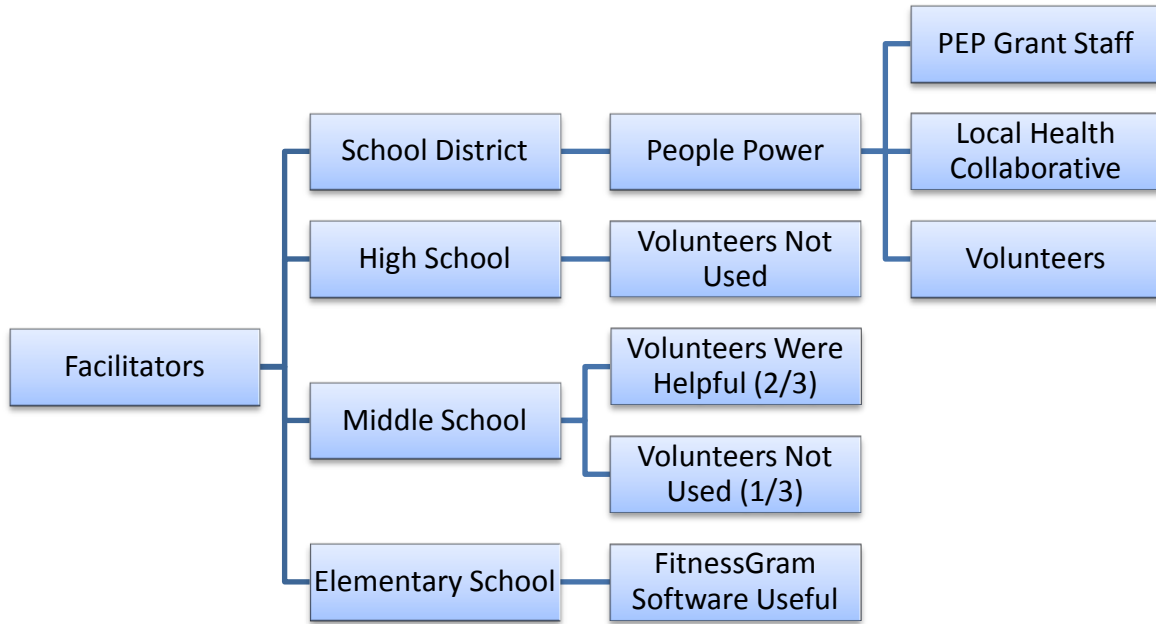 PEP Grant Staff
School District
People Power
Local Health
Collaborative
High School
Volunteers Not
Used
Volunteers
Facilitators
Middle School
Volunteers Were
Helpful (2/3)
Volunteers Not
Used (1/3)
Elementary School
FitnessGram
Software Useful